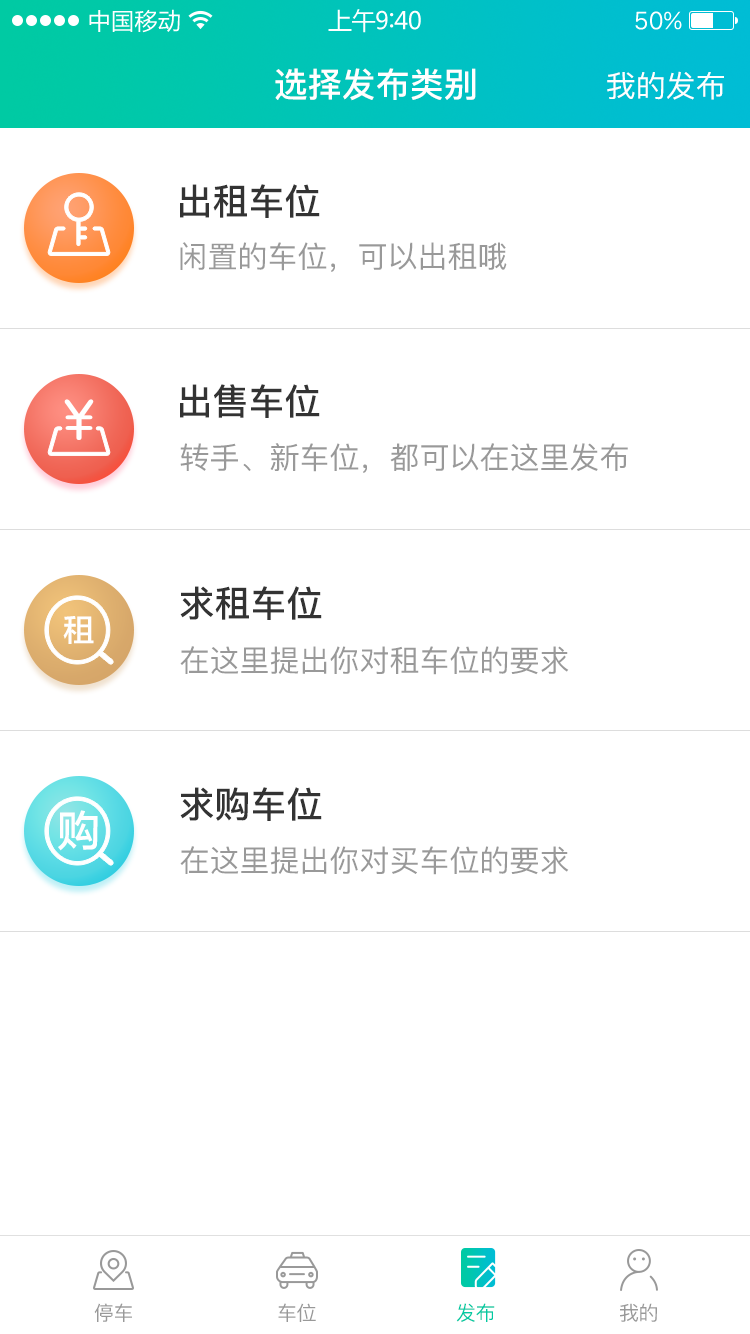 中国移动 上午9:40 50%
选择发布类别 我的发布
出租车位
闲置的车位，可以出租哦
¥
出售车位
转手、新车位，都可以在这里发布
租
求租车位
在这里提出你对租车位的要求
购
求购车位
在这里提出你对买车位的要求
停车 车位 发布 我的